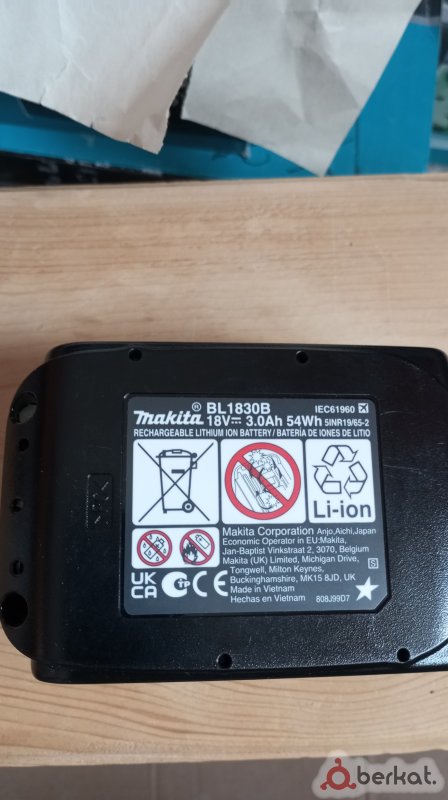 makita® BL1830B IEC61960
18V 3.0Ah 54Wh 5INR19/65-2
RECHARGEABLE LITHIUM ION BATTERY / BATERÍA DE IONES DE LITIO
Li-ion
Makita Corporation Anjo,Aichi,Japan
Economic Operator in EU:Makita,
Jan-Baptist Vinkstraat 2, 3070, Belgium
Makita (UK) Limited, Michigan Drive,
Tongwell, Milton Keynes,
Buckinghamshire, MK15 8JD, UK
Made in Vietnam
Hechas en Vietnam 808J99D7
S
UK
CA
CE
berkat.